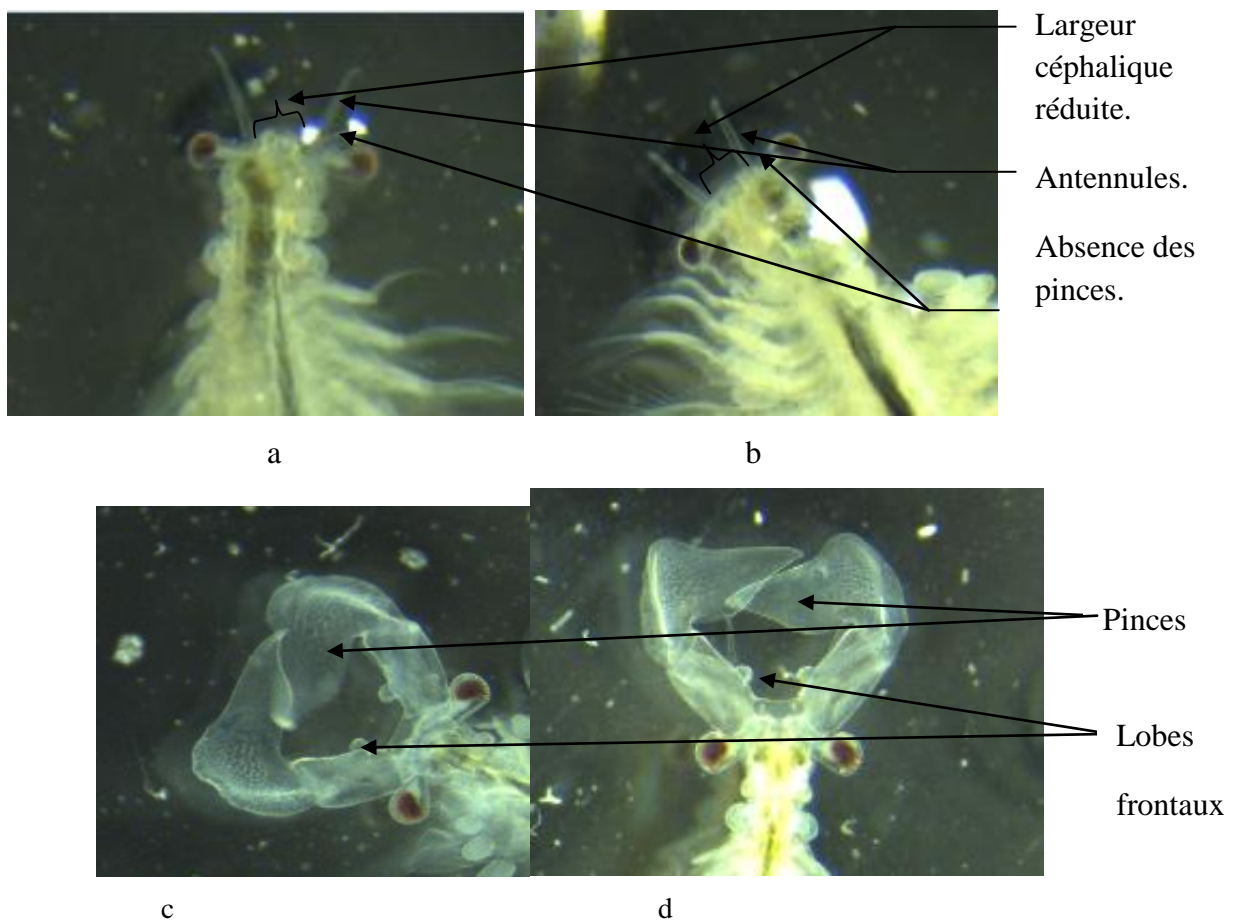 Largeur
céphalique
réduite.
Antennules.
Absence des
pinces.
a
b
Pinces
Lobes
frontaux
c
d